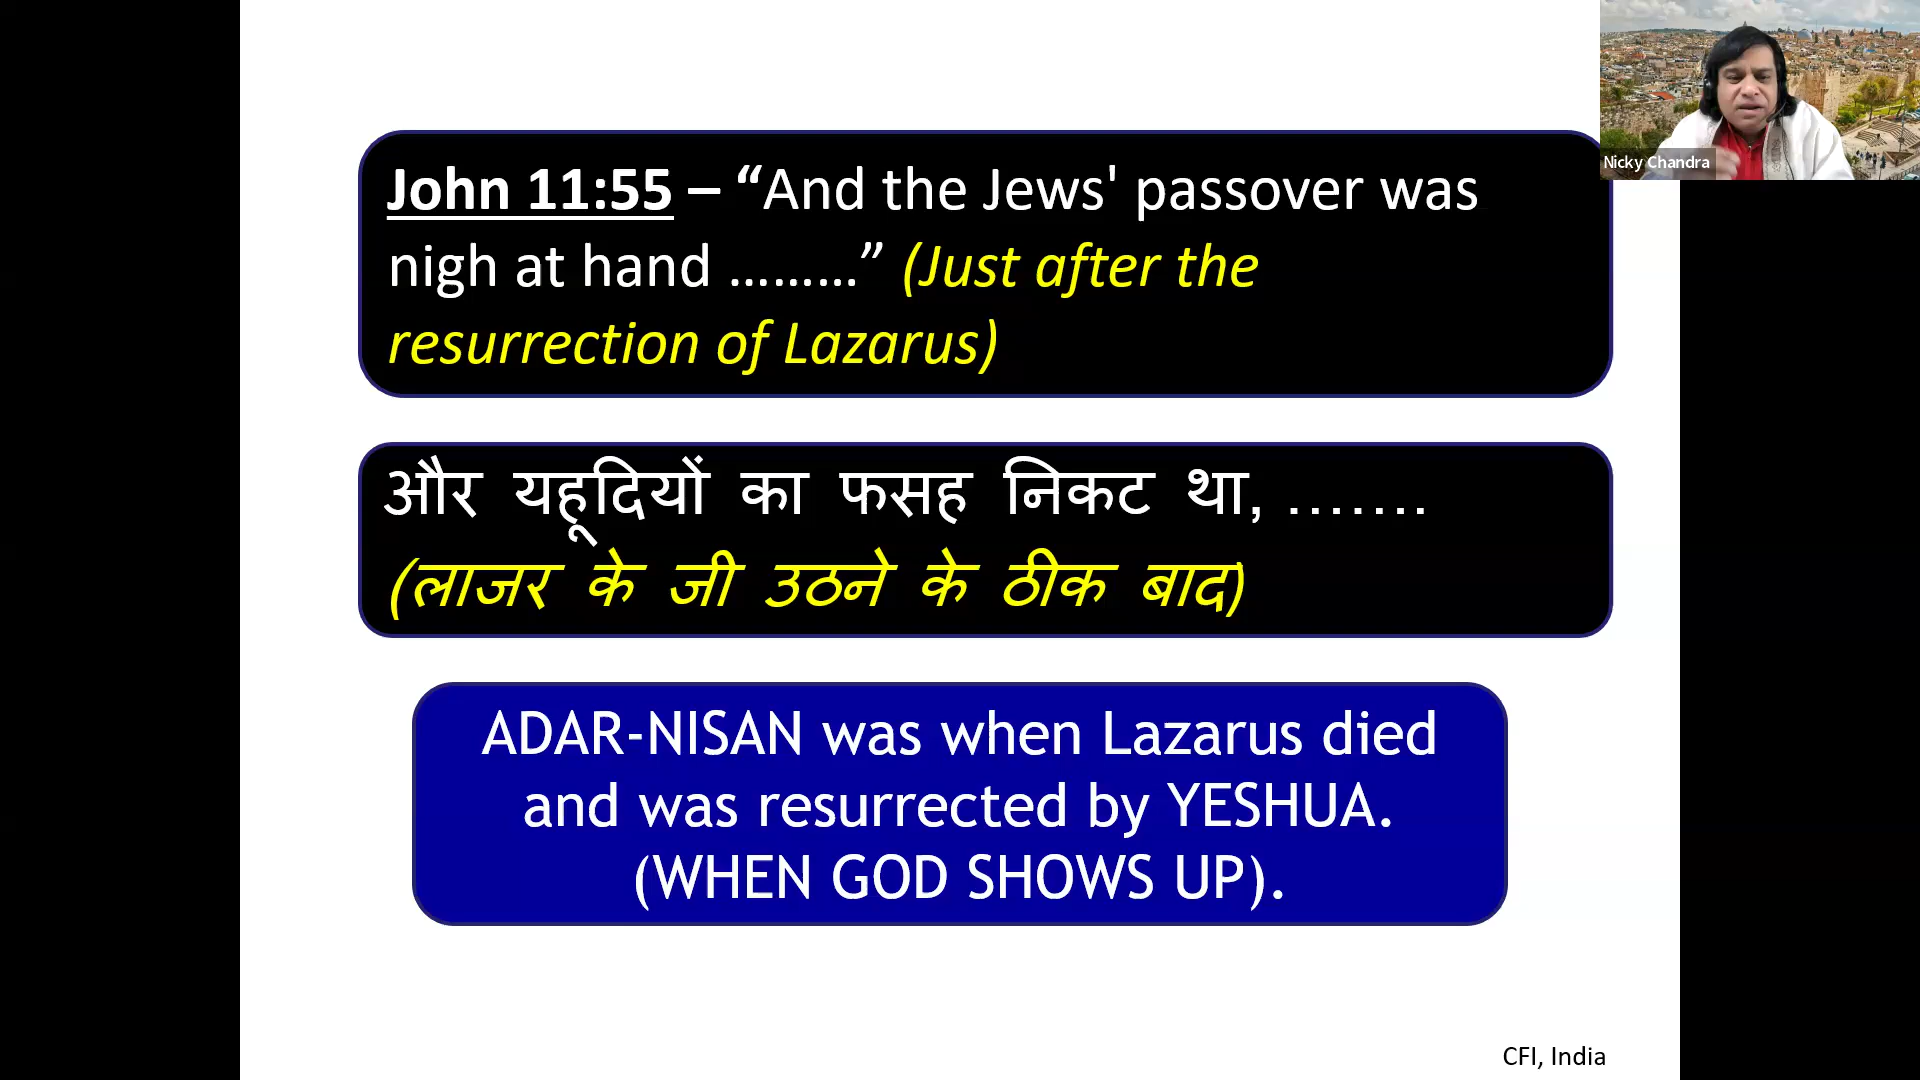 Nicky Chandra
John 11:55 – “And the Jews' passover was
nigh at hand ………” (Just after the
resurrection of Lazarus)
और यहूदियों का फसह निकट था, .......
(लाजर के जी उठने के ठीक बाद)
ADAR-NISAN was when Lazarus died
and was resurrected by YESHUA.
(WHEN GOD SHOWS UP).
CFI, India